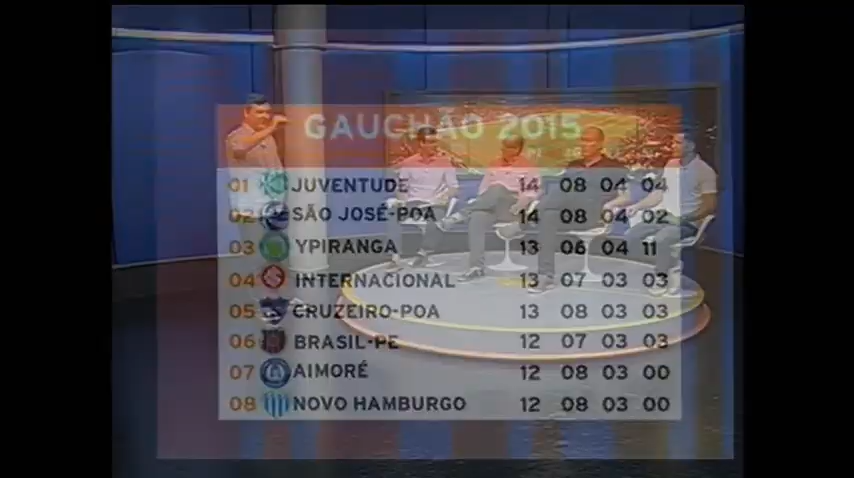 GAUCHÃO 2015
01 JUVENTUDE 14 08 04 04
02 SÃO JOSÉ-POA 14 08 04 02
03 YPIRANGA 13 06 04 11
04 INTERNACIONAL 13 07 03 03
05 CRUZEIRO-POA 13 08 03 03
06 BRASIL-PE 12 07 03 03
07 AIMORÉ 12 08 03 00
08 NOVO HAMBURGO 12 08 03 00